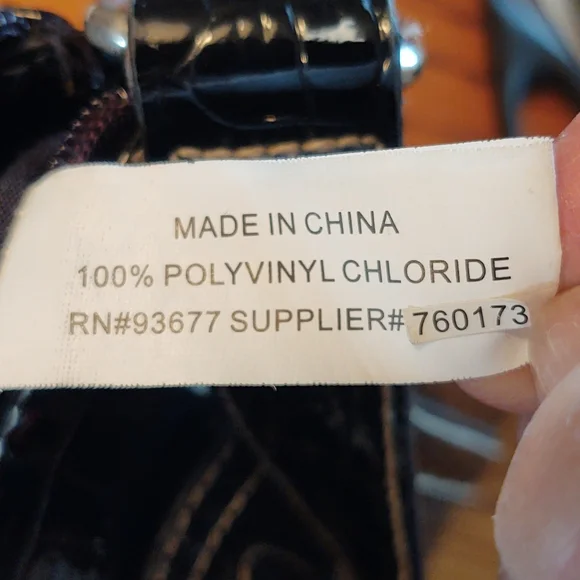 MADE IN CHINA
100% POLYVINYL CHLORIDE
RN#93677 SUPPLIER#760173